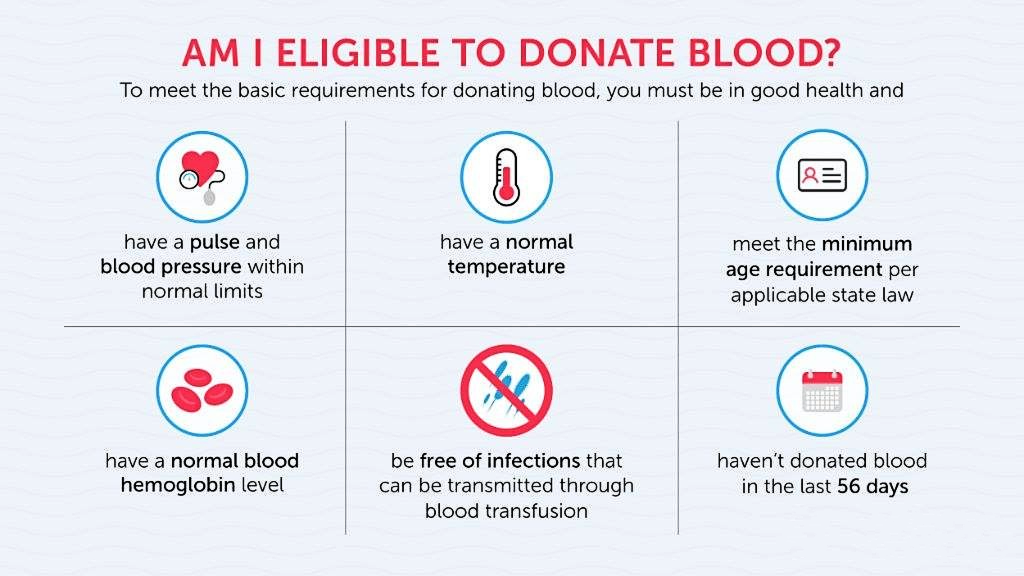 AM I ELIGIBLE TO DONATE BLOOD?
To meet the basic requirements for donating blood, you must be in good health and
have a pulse and
blood pressure within
normal limits
have a normal
temperature
meet the minimum
age requirement per
applicable state law
have a normal blood
hemoglobin level
be free of infections that
can be transmitted through
blood transfusion
haven't donated blood
in the last 56 days